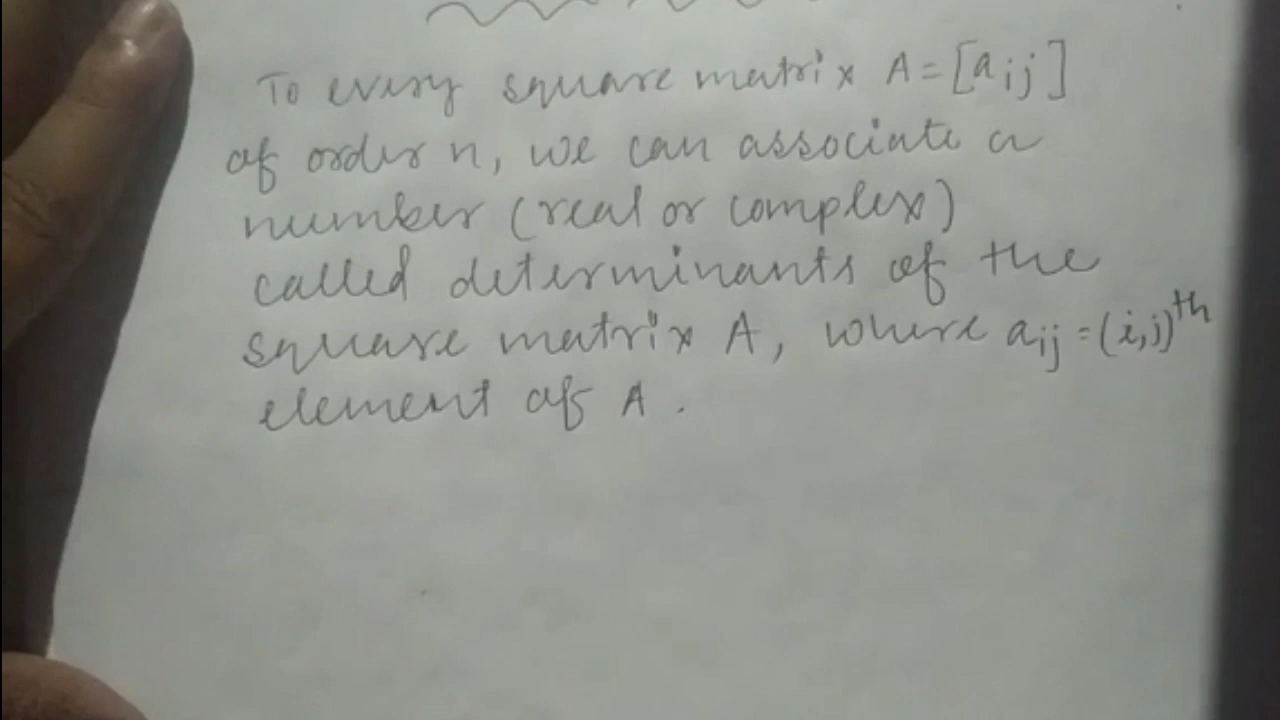 To every square matrix A = [aij]
of order n, we can associate a
number (real or complex)
called determinants of the
square matrix A, where aij = (i,j)th
element of A.